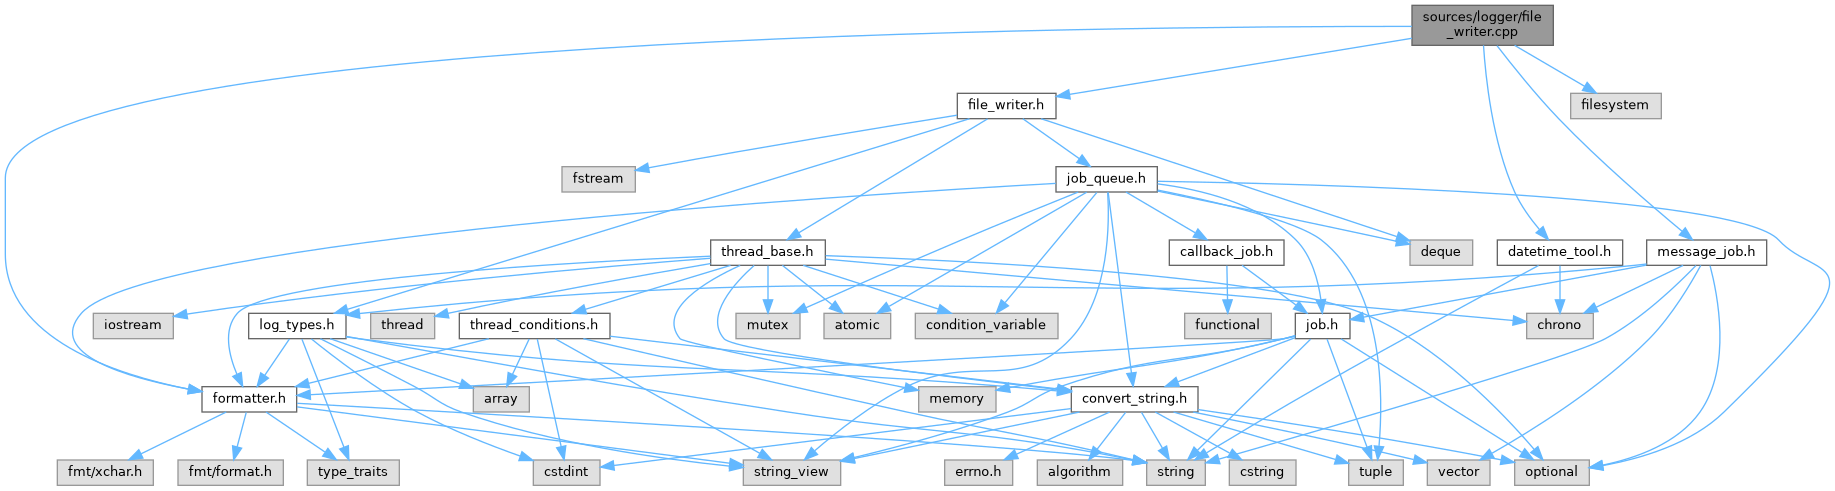 sources/logger/file
_writer.cpp
file_writer.h
filesystem
fstream
job_queue.h
thread_base.h
callback_job.h
deque
datetime_tool.h
message_job.h
iostream
log_types.h
thread
thread_conditions.h
mutex
atomic
condition_variable
functional
job.h
chrono
formatter.h
array
memory
convert_string.h
fmt/xchar.h
fmt/format.h
type_traits
cstdint
string_view
errno.h
algorithm
string
cstring
tuple
vector
optional